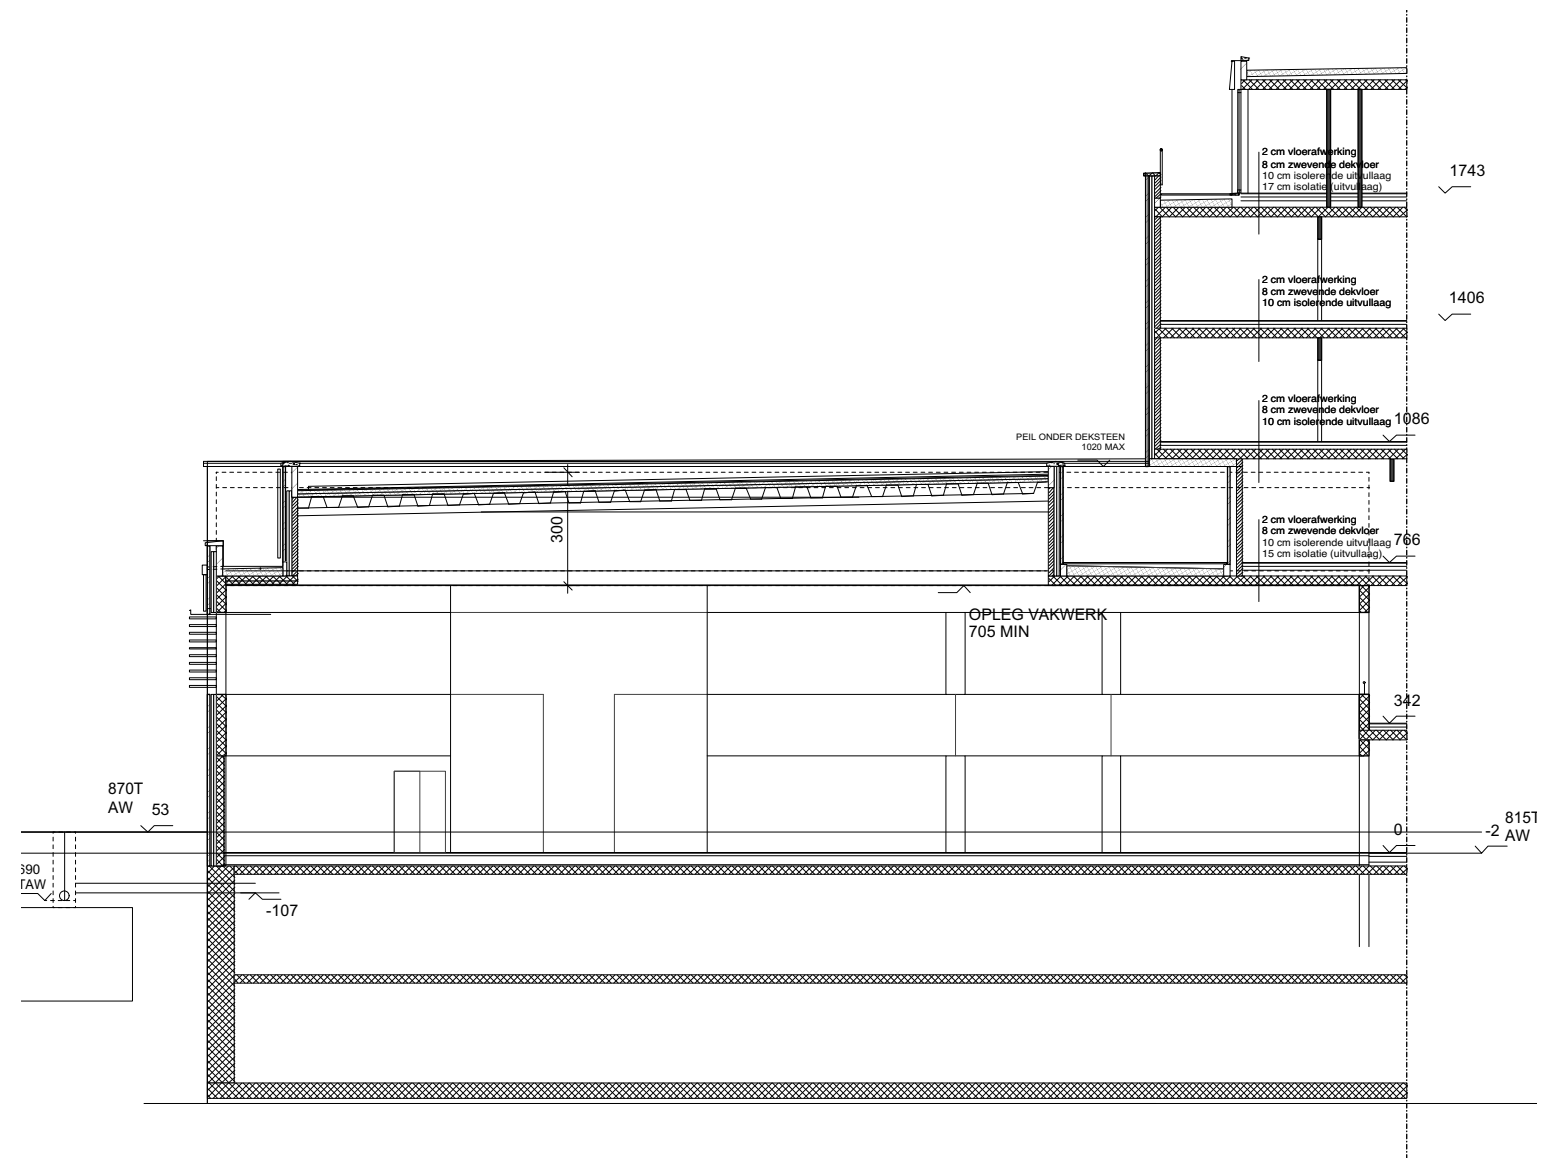 2 cm vloerafwerking
8 cm zwevende dekvloer
10 cm isolerende uitvullaag
17 cm isolatie (uitvullaag)
1743
2 cm vloerafwerking
8 cm zwevende dekvloer
10 cm isolerende uitvullaag
1406
2 cm vloerafwerking
8 cm zwevende dekvloer
10 cm isolerende uitvullaag
1086
PEIL ONDER DEKSTEEN
1020 MAX
300
2 cm vloerafwerking
8 cm zwevende dekvloer
10 cm isolerende uitvullaag
15 cm isolatie (uitvullaag)
766
OPLEG VAKWERK
705 MIN
342
870T
AW
53
0
-2
815T
AW
690
TAW
-107